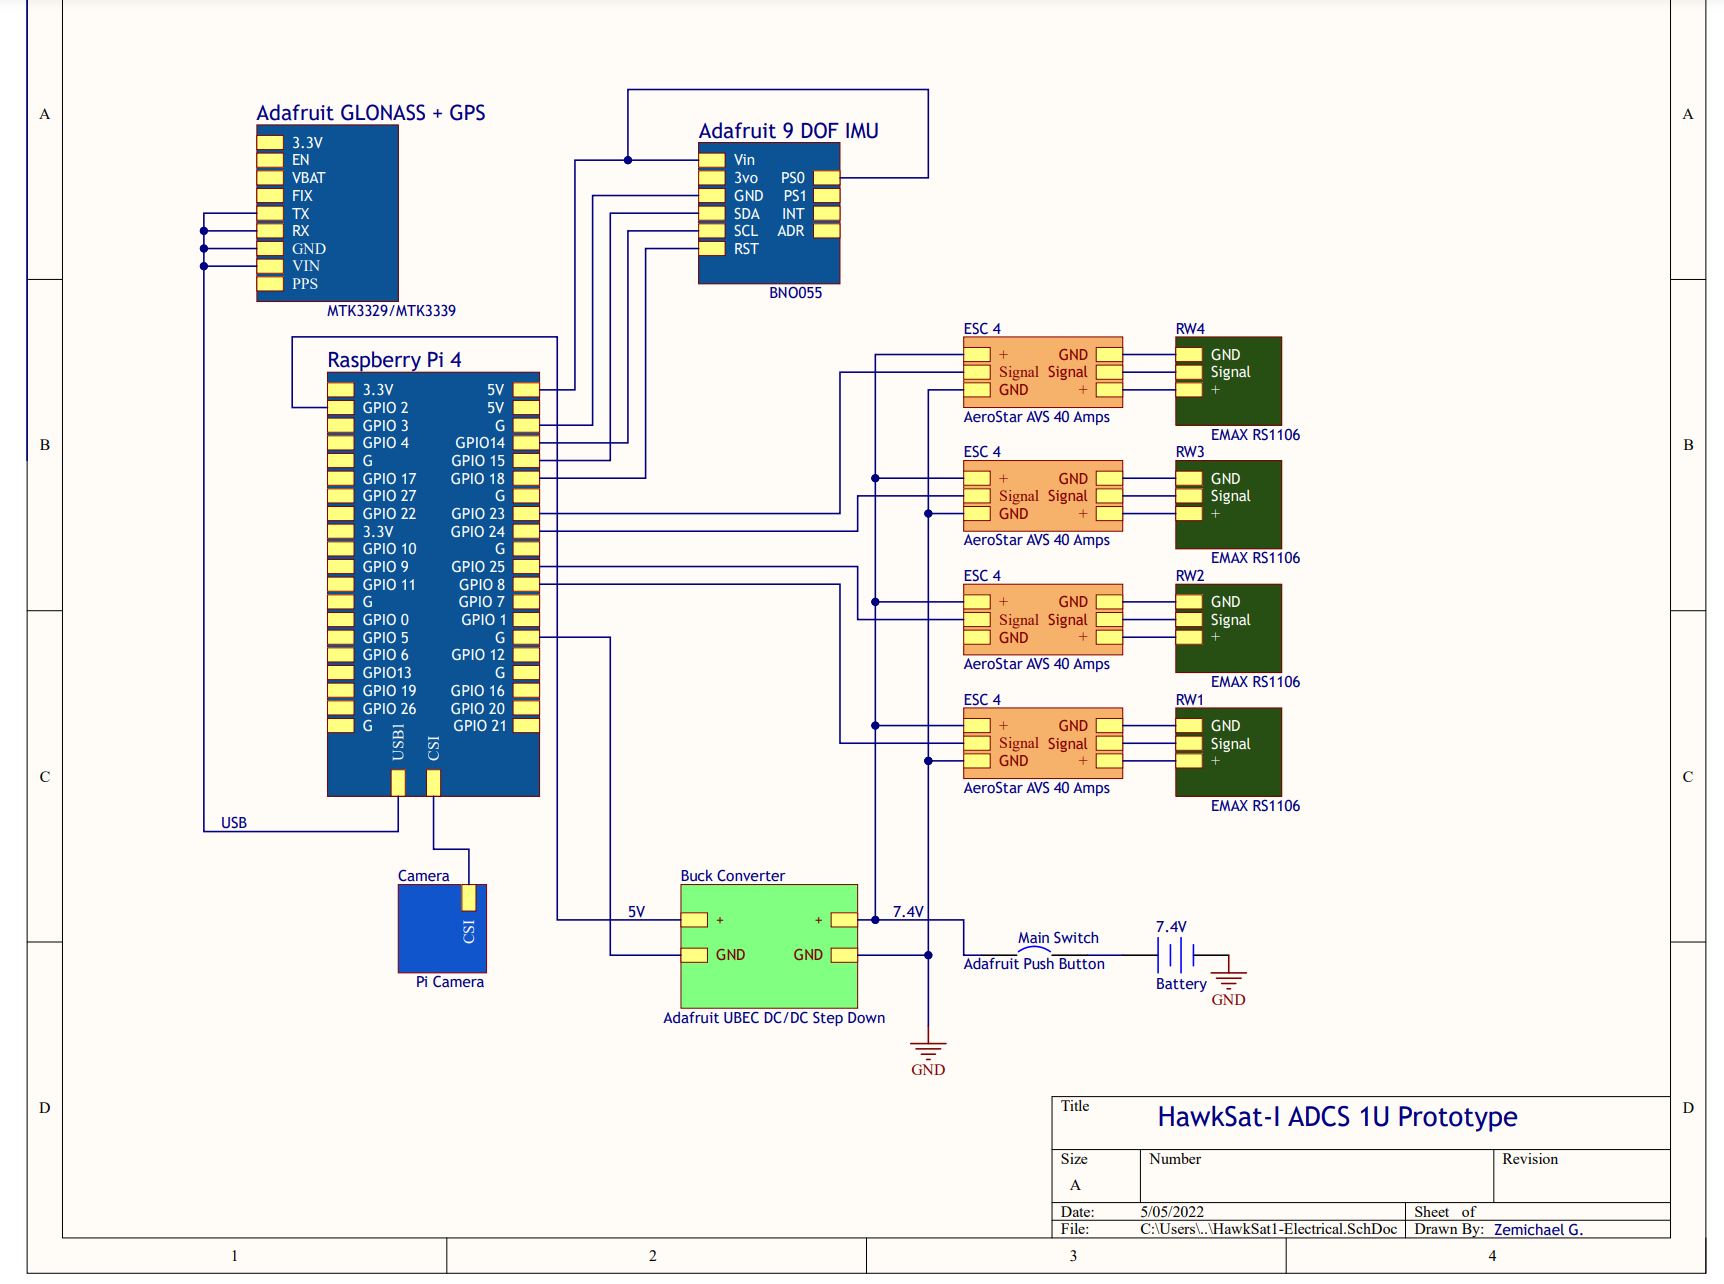 A
A
B
B
C
C
D
D
1
2
3
4
Adafruit GLONASS + GPS
3.3V
EN
VBAT
FIX
TX
RX
GND
VIN
PPS
MTK3329/MTK3339
Adafruit 9 DOF IMU
Vin
3vo PS0
GND PS1
SDA INT
SCL ADR
RST
BNO055
Raspberry Pi 4
3.3V 5V
GPIO 2 5V
GPIO 3 G
GPIO 4 GPIO14
G GPIO 15
GPIO 17 GPIO 18
GPIO 27 G
GPIO 22 GPIO 23
3.3V GPIO 24
GPIO 10 G
GPIO 9 GPIO 25
GPIO 11 GPIO 8
G GPIO 7
GPIO 0 GPIO 1
GPIO 5 G
GPIO 6 GPIO 12
GPIO13 G
GPIO 19 GPIO 16
GPIO 26 GPIO 20
G GPIO 21
USB1
CSI
USB
Camera
CSI
Pi Camera
ESC 4
+ GND
Signal Signal
GND +
AeroStar AVS 40 Amps
RW4
GND
Signal
+
EMAX RS1106
ESC 4
+ GND
Signal Signal
GND +
AeroStar AVS 40 Amps
RW3
GND
Signal
+
EMAX RS1106
ESC 4
+ GND
Signal Signal
GND +
AeroStar AVS 40 Amps
RW2
GND
Signal
+
EMAX RS1106
ESC 4
+ GND
Signal Signal
GND +
AeroStar AVS 40 Amps
RW1
GND
Signal
+
EMAX RS1106
Buck Converter
5V
+ +
GND GND
Adafruit UBEC DC/DC Step Down
7.4V
GND
Main Switch
Adafruit Push Button
7.4V
Battery
GND
Title
HawkSat-I ADCS 1U Prototype
Size
A
Number
Revision
Date: 5/05/2022 Sheet of
File: C:\Users\..\HawkSat1-Electrical.SchDoc Drawn By: Zemichael G.